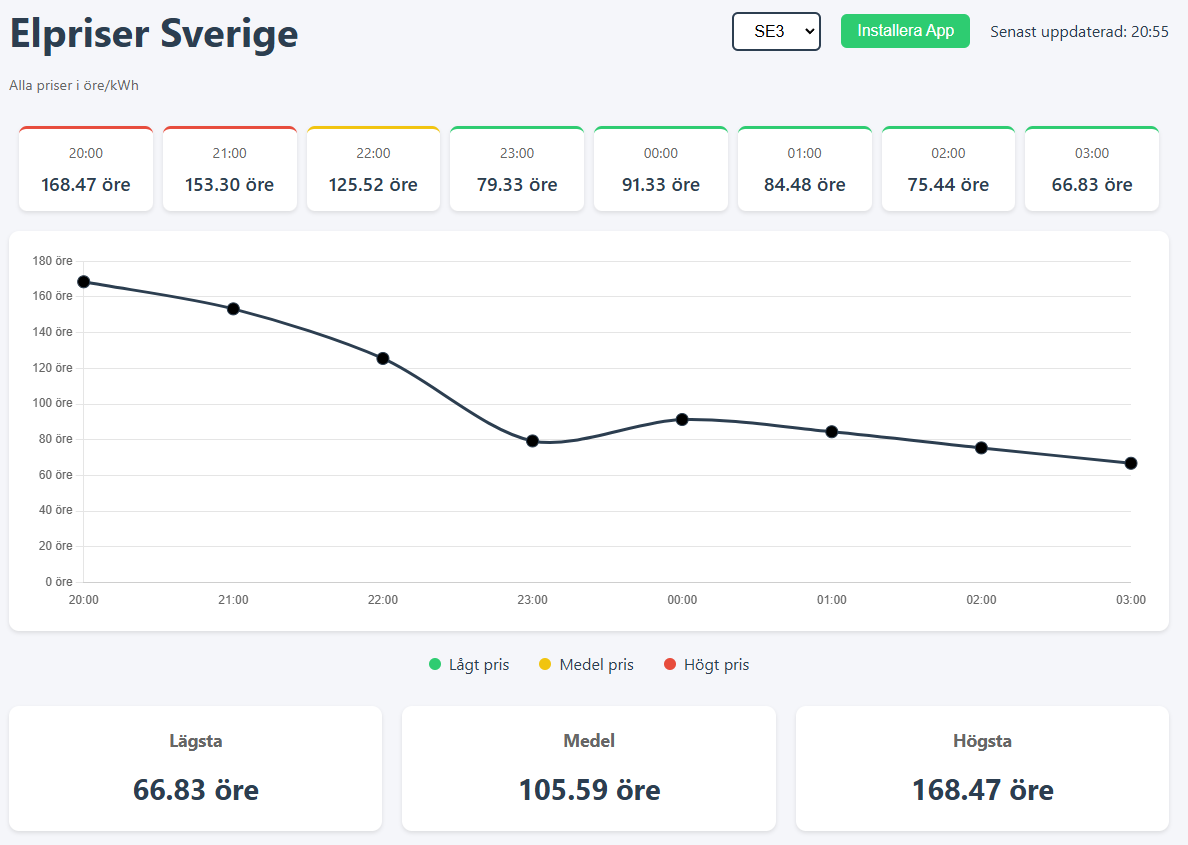 Elpriser Sverige
SE3
Installera App
Senast uppdaterad: 20:55
Alla priser i öre/kWh
20:00 21:00 22:00 23:00 00:00 01:00 02:00 03:00
168.47 öre 153.30 öre 125.52 öre 79.33 öre 91.33 öre 84.48 öre 75.44 öre 66.83 öre
180 öre
160 öre
140 öre
120 öre
100 öre
80 öre
60 öre
40 öre
20 öre
0 öre
20:00 21:00 22:00 23:00 00:00 01:00 02:00 03:00
Lågt pris Medel pris Högt pris
Lägsta Medel Högsta
66.83 öre 105.59 öre 168.47 öre